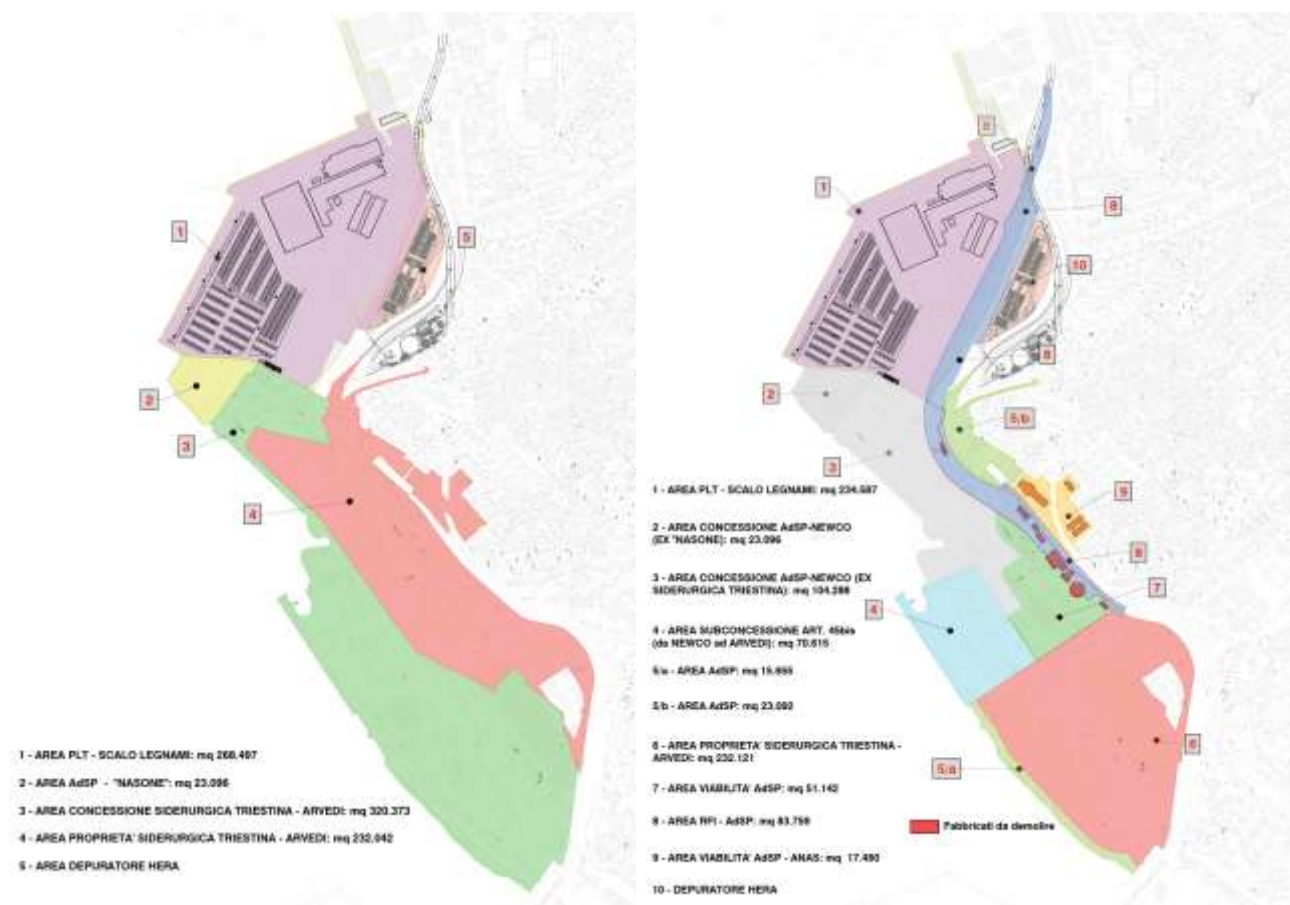 1
5
2
3
4
1 - AREA PLT - SCALO LEGNAMI: mq 268.497
2 - AREA AdSP - "NASONE": mq 23.096
3 - AREA CONCESSIONE SIDERURGICA TRIESTINA - ARVEDI: mq 320.373
4 - AREA PROPRIETA' SIDERURGICA TRIESTINA - ARVEDI: mq 232.042
5 - AREA DEPURATORE HERA
1
10
8
2
5/b
3
9
8
7
4
6
5/a
1 - AREA PLT - SCALO LEGNAMI: mq 234.587
2 - AREA CONCESSIONE AdSP-NEWCO
(EX "NASONE): mq 23.096
3 - AREA CONCESSIONE AdSP-NEWCO (EX
SIDERURGICA TRIESTINA): mq 104.288
4 - AREA SUBCONCESSIONE ART. 45bis
(da NEWCO ad ARVEDI): mq 70.615
5/a - AREA AdSP: mq 15.655
5/b - AREA AdSP: mq 23.092
6 - AREA PROPRIETA' SIDERURGICA TRIESTINA -
ARVEDI: mq 232.121
7 - AREA VIABILITA' AdSP: mq 51.142
8 - AREA RFI - AdSP: mq 83.759
9 - AREA VIABILITA' AdSP - ANAS: mq 17.490
10 - DEPURATORE HERA
Fabbricati da demolire